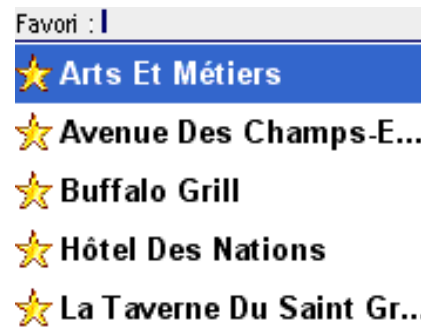 Favori :
Arts Et Métiers
Avenue Des Champs-E...
Buffalo Grill
Hôtel Des Nations
La Taverne Du Saint Gr...